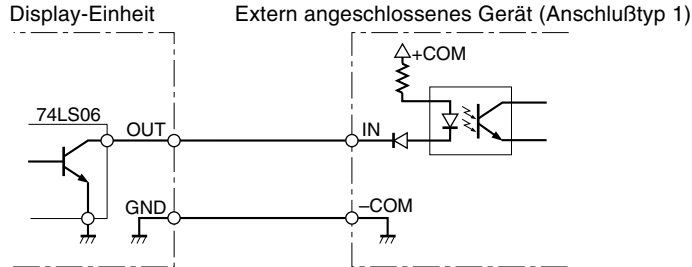 Display-Einheit
Extern angeschlossenes Gerät (Anschlußtyp 1)
+COM
74LS06
OUT
IN
GND
–COM